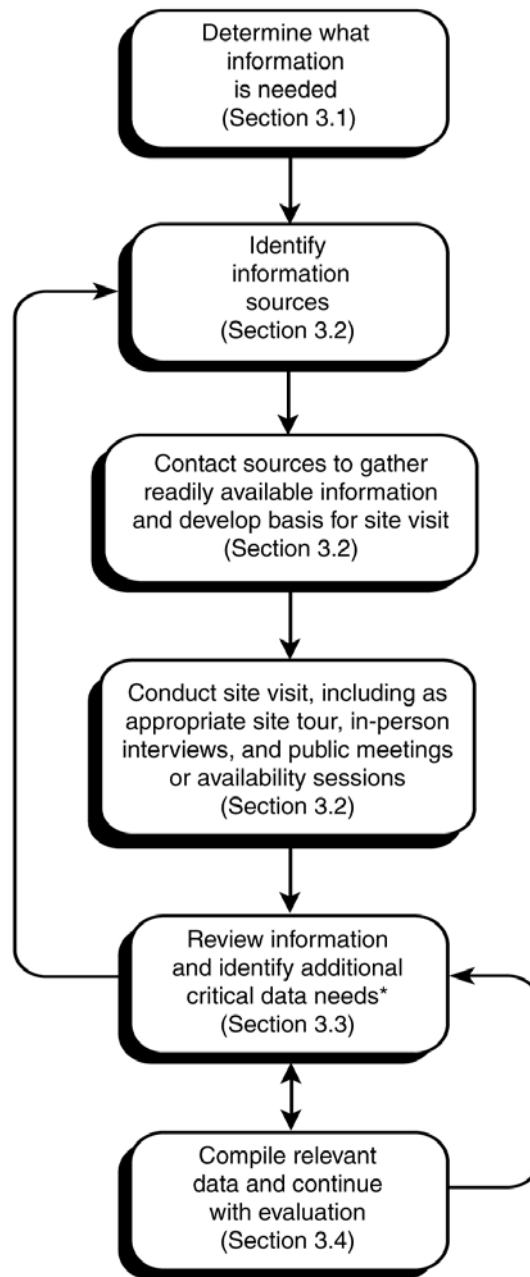 Determine what
information
is needed
(Section 3.1)
Identify
information
sources
(Section 3.2)
Contact sources to gather
readily available information
and develop basis for site visit
(Section 3.2)
Conduct site visit, including as
appropriate site tour, in-person
interviews, and public meetings
or availability sessions
(Section 3.2)
Review information
and identify additional
critical data needs*
(Section 3.3)
Compile relevant
data and continue
with evaluation
(Section 3.4)